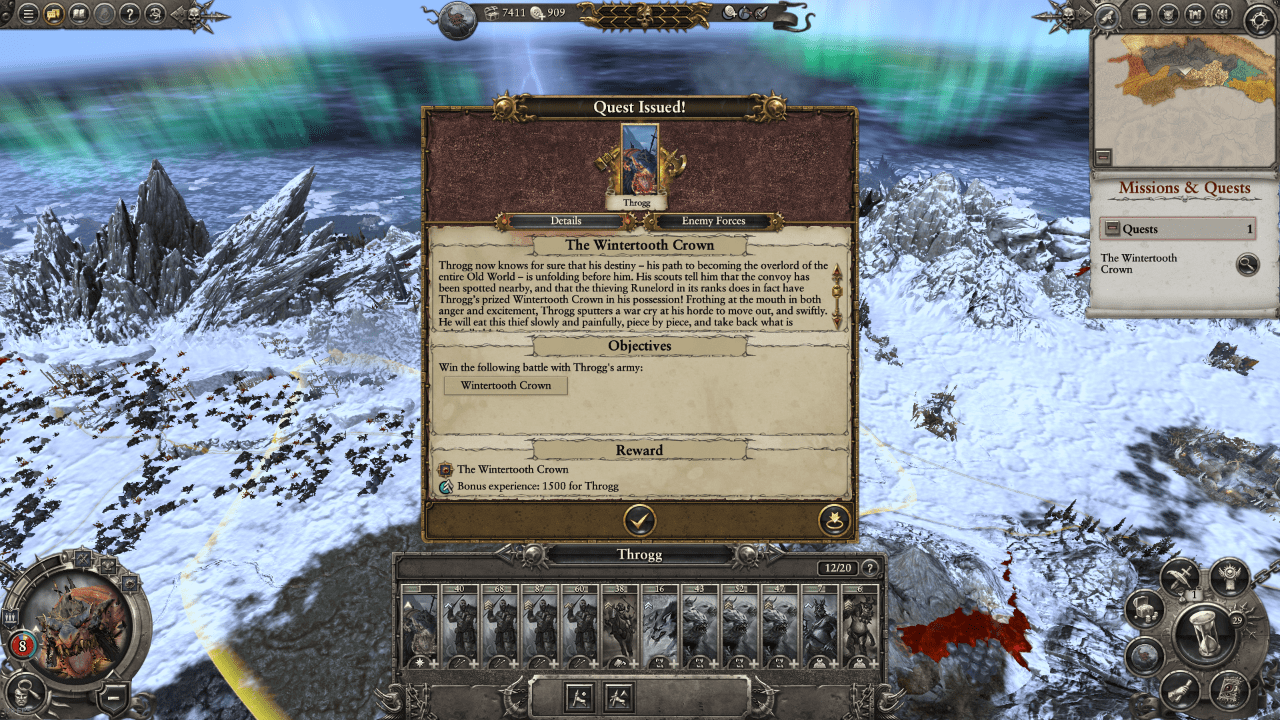 7411 909
Quest Issued!
Throgg
Details
Enemy Forces
The Wintertooth Crown
Throgg now knows for sure that his destiny – his path to becoming the overlord of the
entire Old World – is unfolding before him. His scouts tell him that the convoy has
been spotted nearby, and that the thieving Runelord in its ranks does in fact have
Throgg's prized Wintertooth Crown in his possession! Frothing at the mouth in both
anger and excitement, Throgg sputters a war cry at his horde to move out, and swiftly.
He will eat this thief slowly and painfully, piece by piece, and take back what is
Objectives
Win the following battle with Throgg's army:
Wintertooth Crown
Reward
The Wintertooth Crown
Bonus experience: 1500 for Throgg
Missions & Quests
Quests 1
The Wintertooth
Crown
Throgg
12/20 ?
40 68 87 60 38 16 43 52 47 7 6
8
1
29